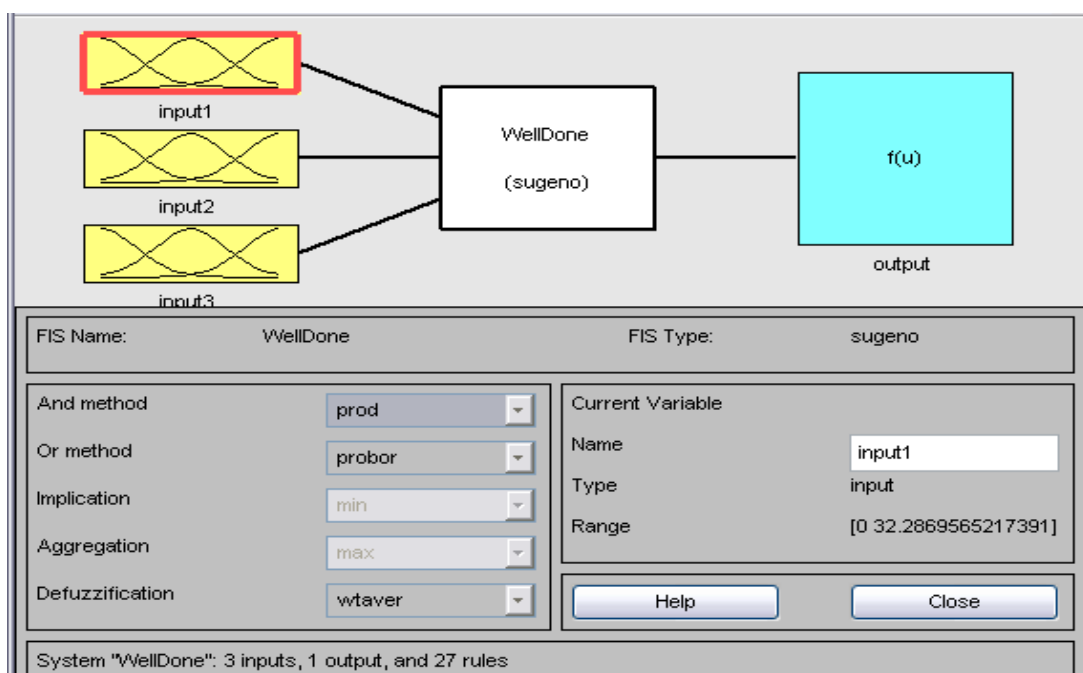 input1
input2
input3
WellDone
(sugeno)
f(u)
output
FIS Name: WellDone FIS Type: sugeno
And method prod
Or method probor
Implication min
Aggregation max
Defuzzification wtaver
Current Variable
Name input1
Type input
Range [0 32.2869565217391]
Help Close
System "WellDone": 3 inputs, 1 output, and 27 rules